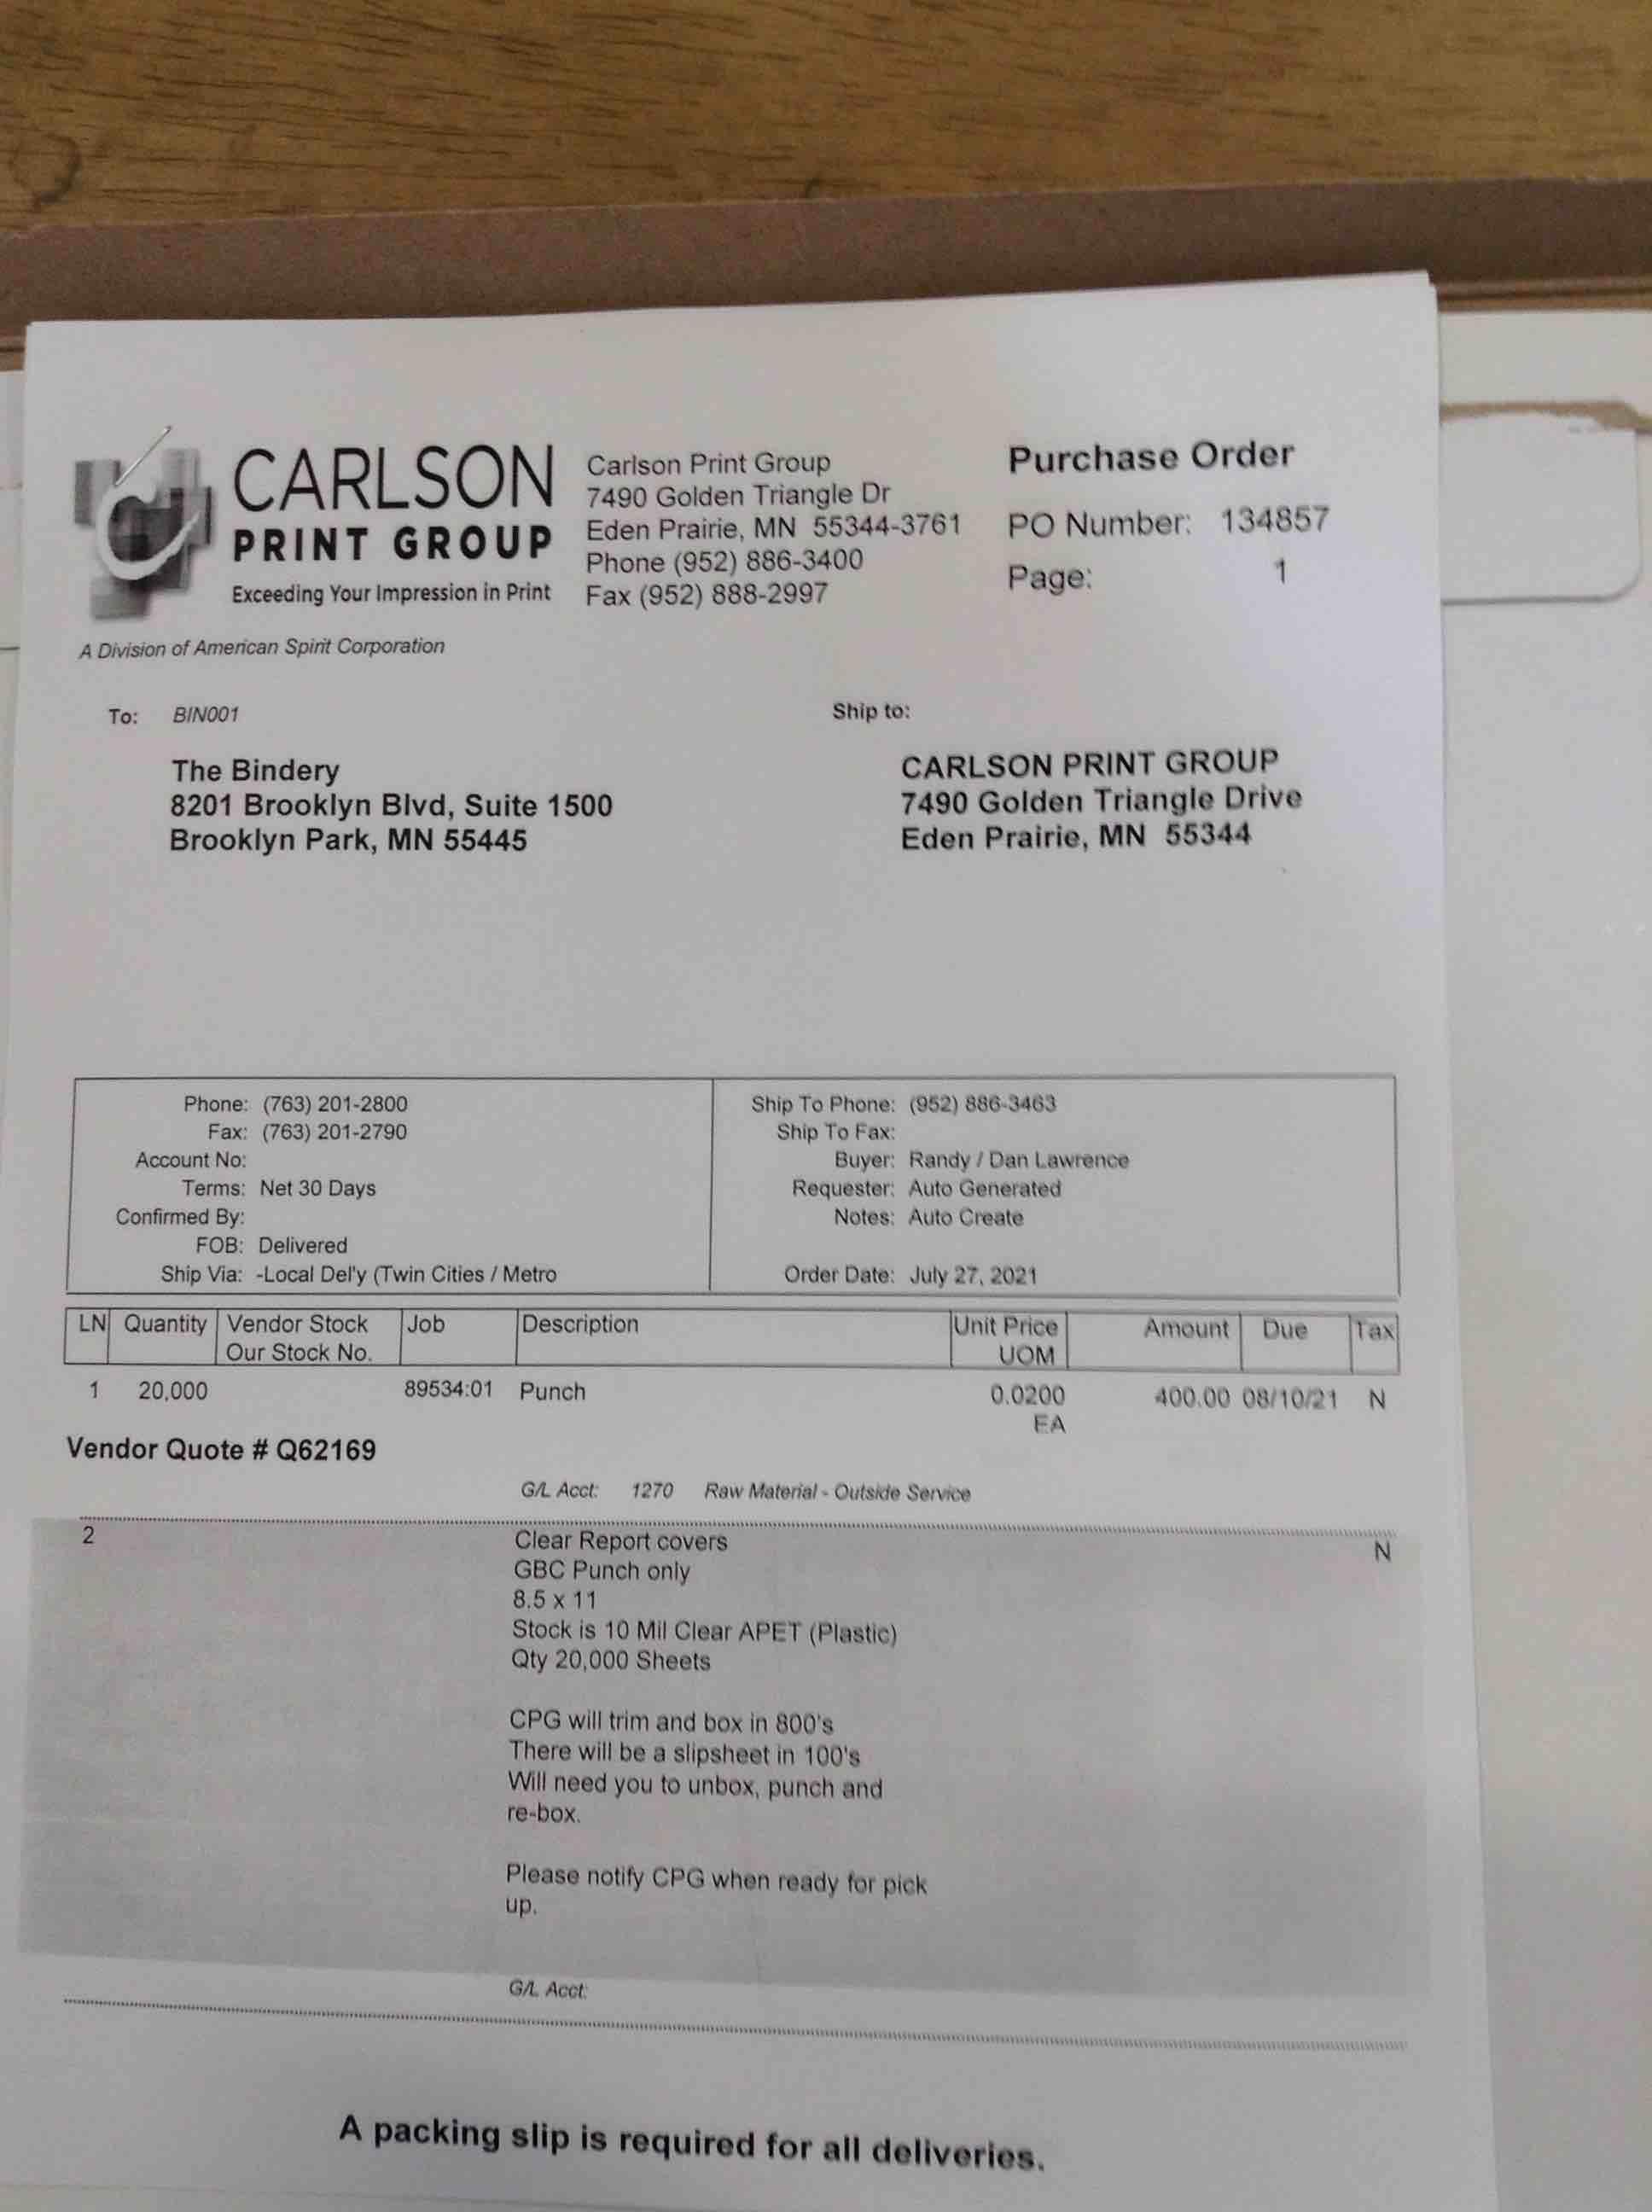 CARLSON
PRINT GROUP
Exceeding Your Impression in Print
A Division of American Spirit Corporation
Carlson Print Group
7490 Golden Triangle Dr
Eden Prairie, MN 55344-3761
Phone (952) 886-3400
Fax (952) 888-2997
Purchase Order
PO Number: 134857
Page: 1
To: BIN001
The Bindery
8201 Brooklyn Blvd, Suite 1500
Brooklyn Park, MN 55445
Ship to:
CARLSON PRINT GROUP
7490 Golden Triangle Drive
Eden Prairie, MN 55344
Phone: (763) 201-2800
Fax: (763) 201-2790
Account No:
Terms: Net 30 Days
Confirmed By:
FOB: Delivered
Ship Via: -Local Del'y (Twin Cities / Metro
Ship To Phone: (952) 886-3463
Ship To Fax:
Buyer: Randy / Dan Lawrence
Requester: Auto Generated
Notes: Auto Create
Order Date: July 27, 2021
LN Quantity Vendor Stock Job Description Unit Price Amount Due Tax
Our Stock No. UOM
1 20,000 89534:01 Punch 0.0200 400.00 08/10/21 N
EA
Vendor Quote # Q62169
G/L Acct: 1270 Raw Material - Outside Service
2 Clear Report covers N
GBC Punch only
8.5 x 11
Stock is 10 Mil Clear APET (Plastic)
Qty 20,000 Sheets
CPG will trim and box in 800's
There will be a slipsheet in 100's
Will need you to unbox, punch and
re-box.
Please notify CPG when ready for pick
up.
G/L Acct:
A packing slip is required for all deliveries.